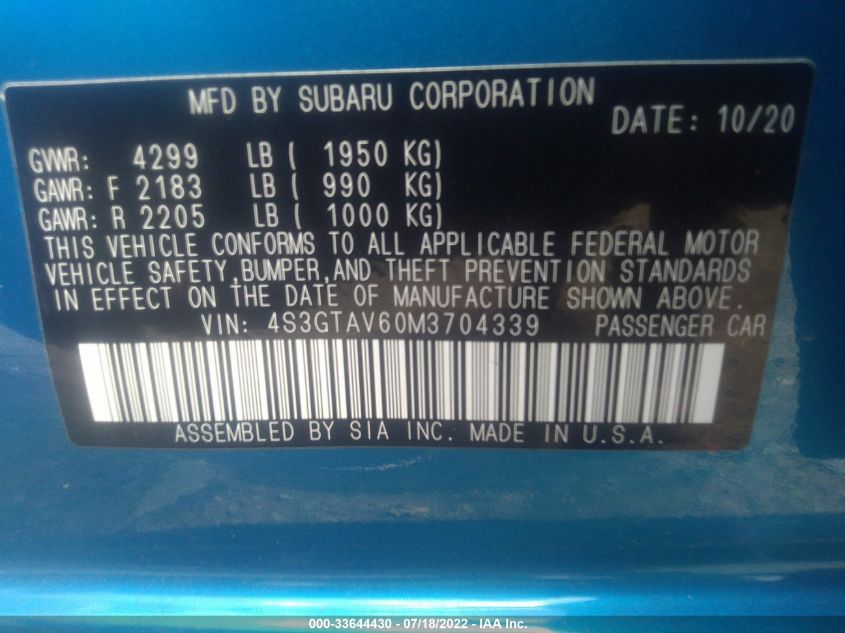 MFD BY SUBARU CORPORATION
DATE: 10/20
GVWR: 4299 LB ( 1950 KG)
GAWR: F 2183 LB ( 990 KG)
GAWR: R 2205 LB ( 1000 KG)
THIS VEHICLE CONFORMS TO ALL APPLICABLE FEDERAL MOTOR
VEHICLE SAFETY,BUMPER,AND THEFT PREVENTION STANDARDS
IN EFFECT ON THE DATE OF MANUFACTURE SHOWN ABOVE.
VIN: 4S3GTAV60M3704339 PASSENGER CAR
ASSEMBLED BY SIA INC. MADE IN U.S.A.
000-33644430 - 07/18/2022 - IAA Inc.